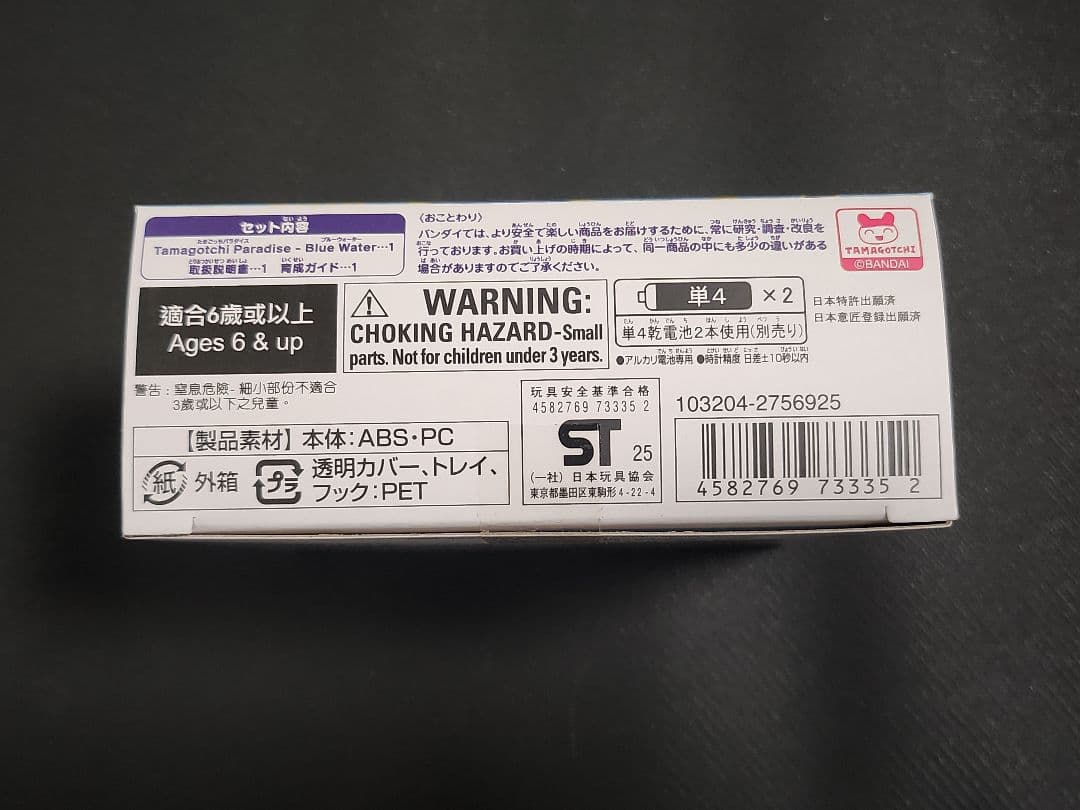 セット内容
Tamagotchi Paradise - Blue Water…1
取扱説明書…1 育成ガイド…1
〈おことわり〉
バンダイでは、より安全で楽しい商品をお届けするために、常に研究・調査・改良を
行っております。お買い上げの時期によって、同一商品の中にも多少の違いがある
場合がありますのでご了承ください。
TAMAGOTCHI
©BANDAI
適合6歲或以上
Ages 6 & up
WARNING:
CHOKING HAZARD-Small
parts. Not for children under 3 years.
単4 ×2
単4乾電池2本使用(別売り)
●アルカリ電池専用 ●時計精度 日差±10秒以内
日本特許出願済
日本意匠登録出願済
警告：窒息危險-細小部份不適合
3歲或以下之兒童。
【製品素材】本体：ABS・PC
紙 外箱 プラ 透明カバー、トレイ、
フック：PET
玩具安全基準合格
4582769 73335 2
ST 25
(一社) 日本玩具協会
東京都墨田区東駒形4-22-4
103204-2756925
4582769 73335 2